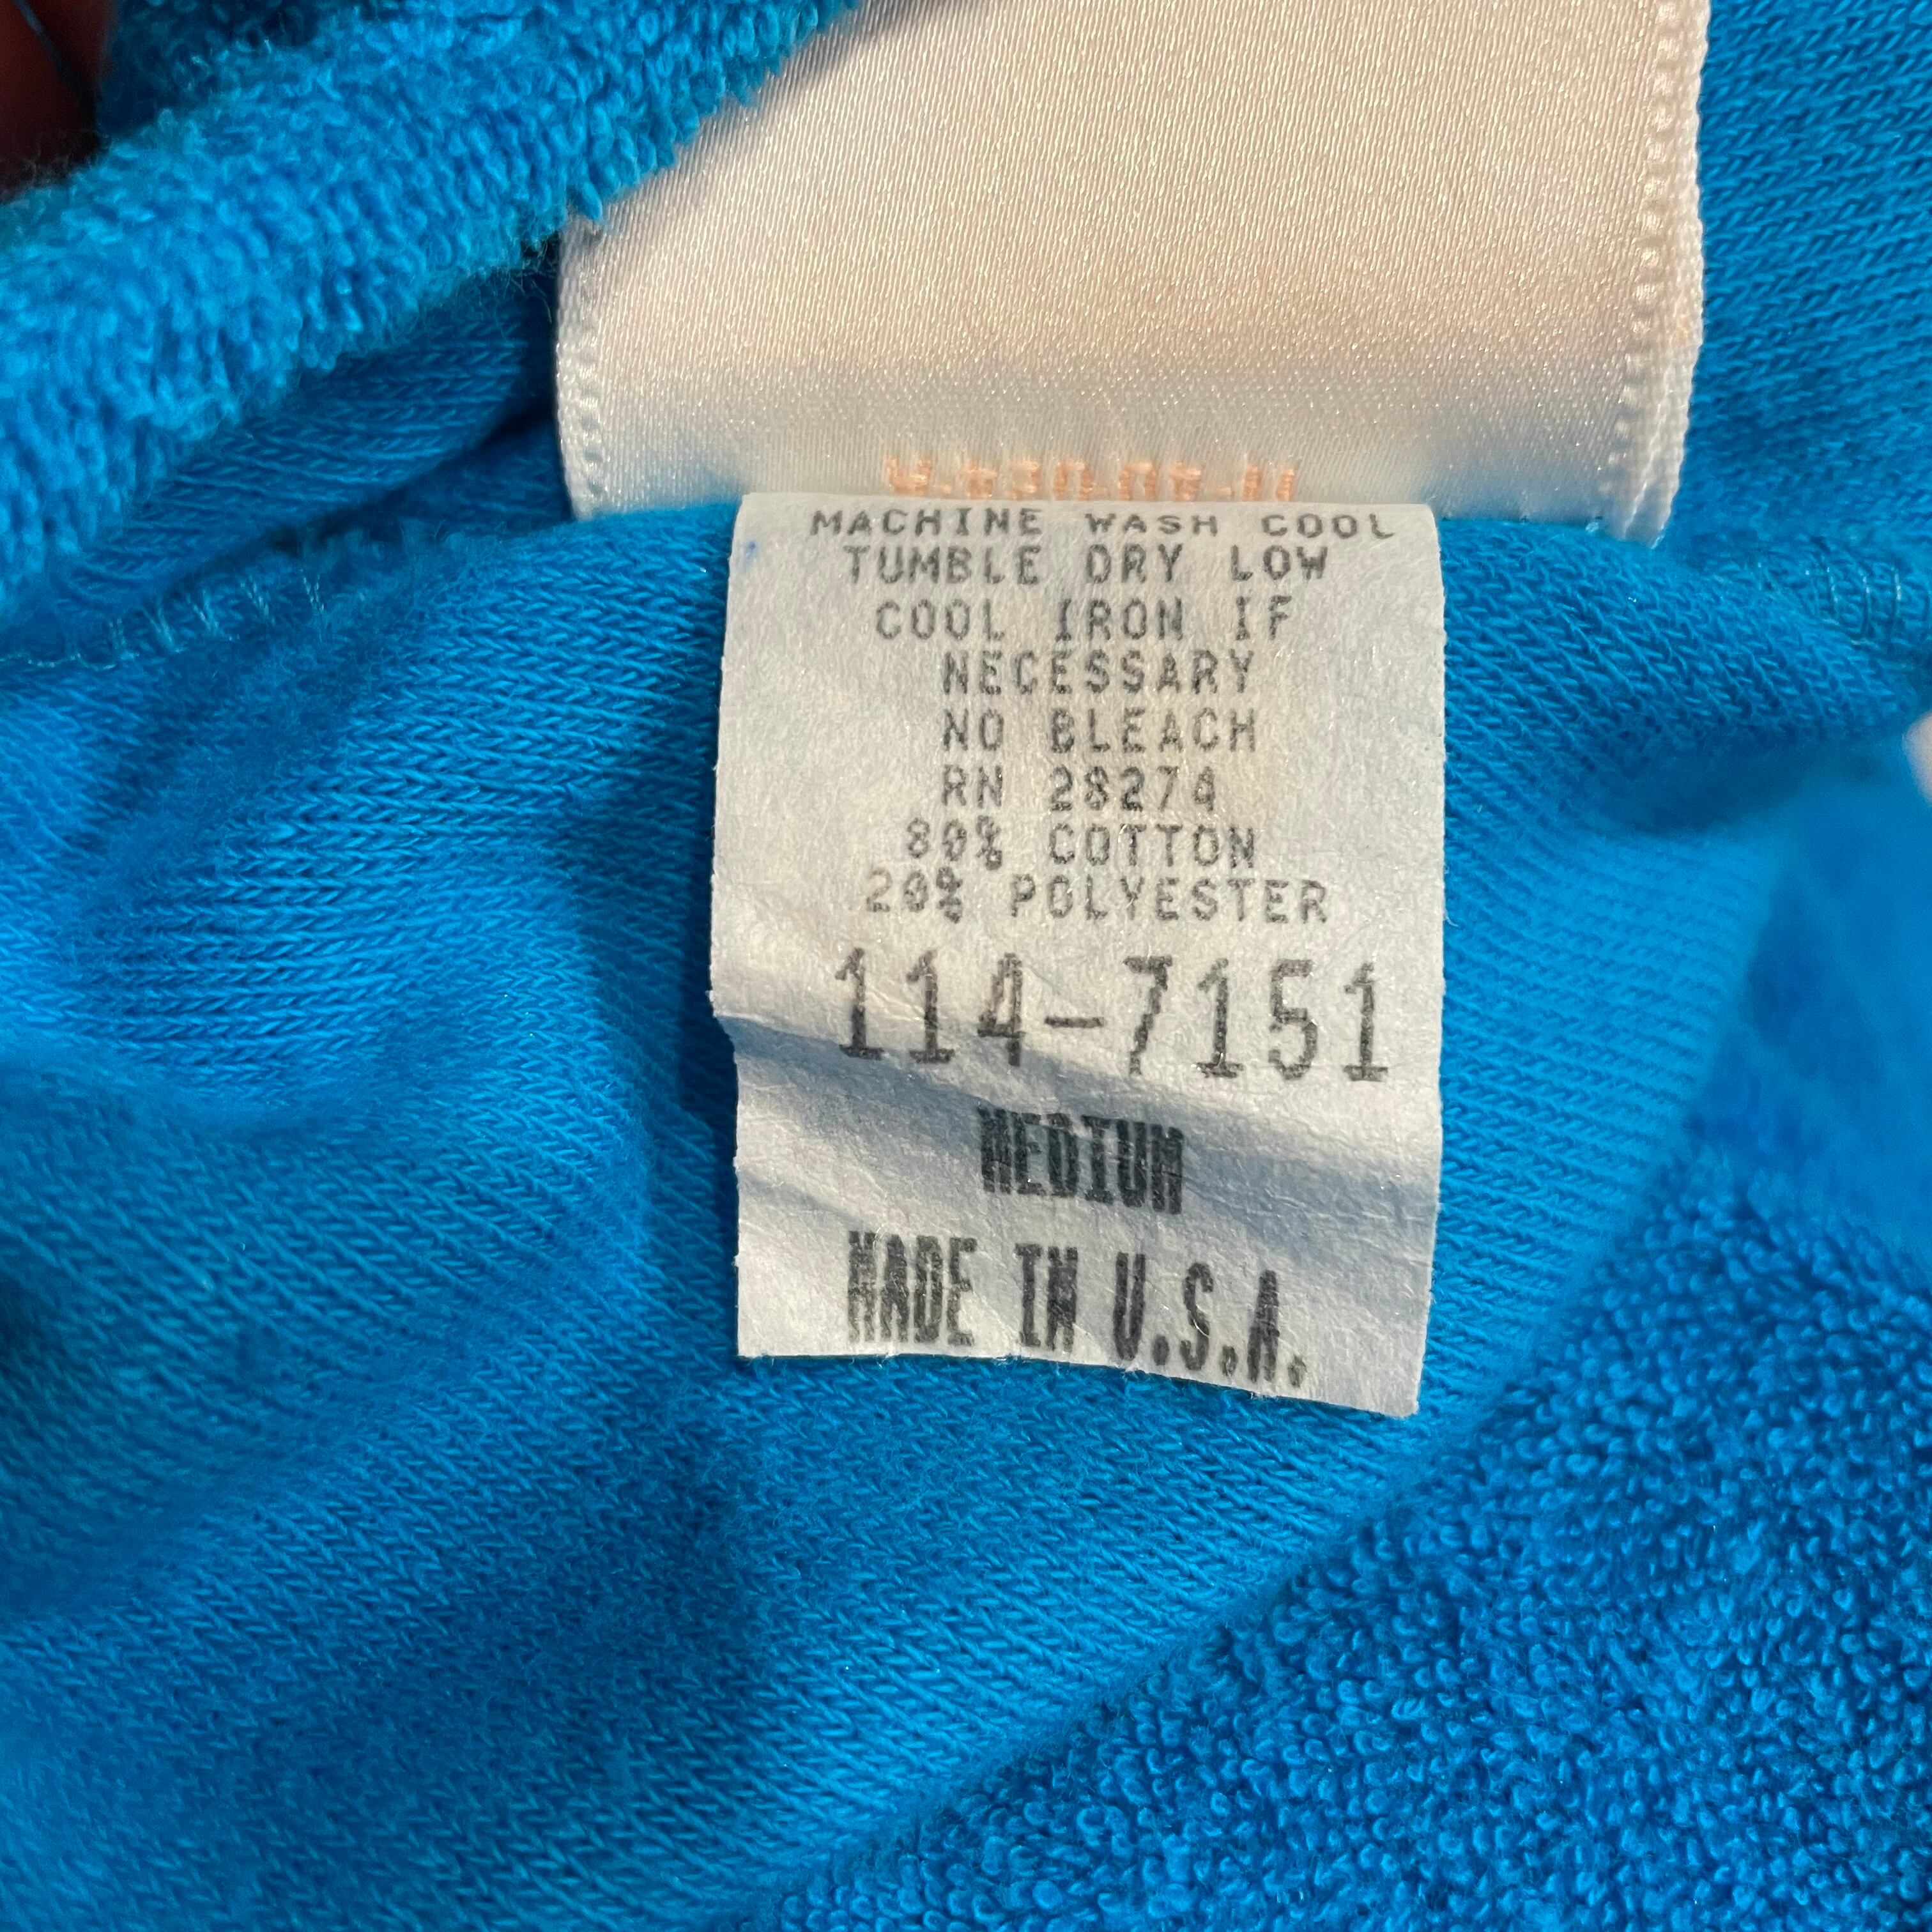 MACHINE WASH COOL
TUMBLE DRY LOW
COOL IRON IF
NECESSARY
NO BLEACH
RN 28274
80% COTTON
20% POLYESTER
114-7151
MEDIUM
MADE IN U.S.A.